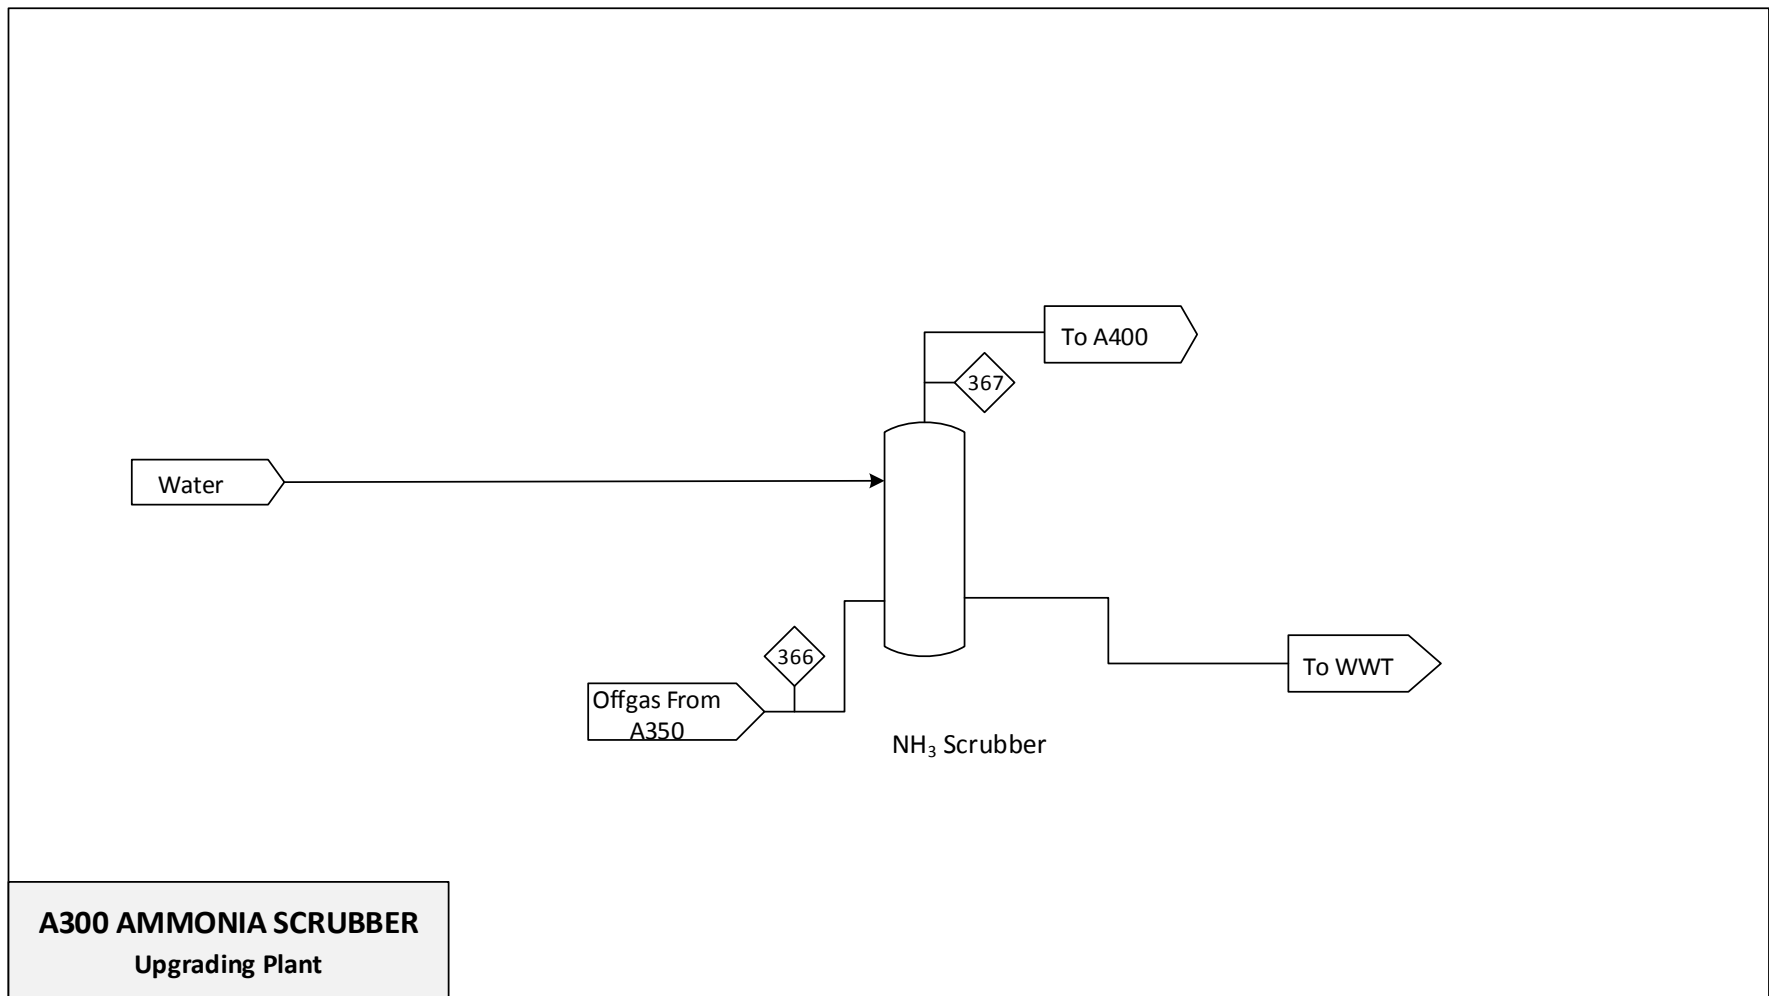 To A400
367
Water
366
To WWT
Offgas From
A350
NH₃ Scrubber
A300 AMMONIA SCRUBBER
Upgrading Plant